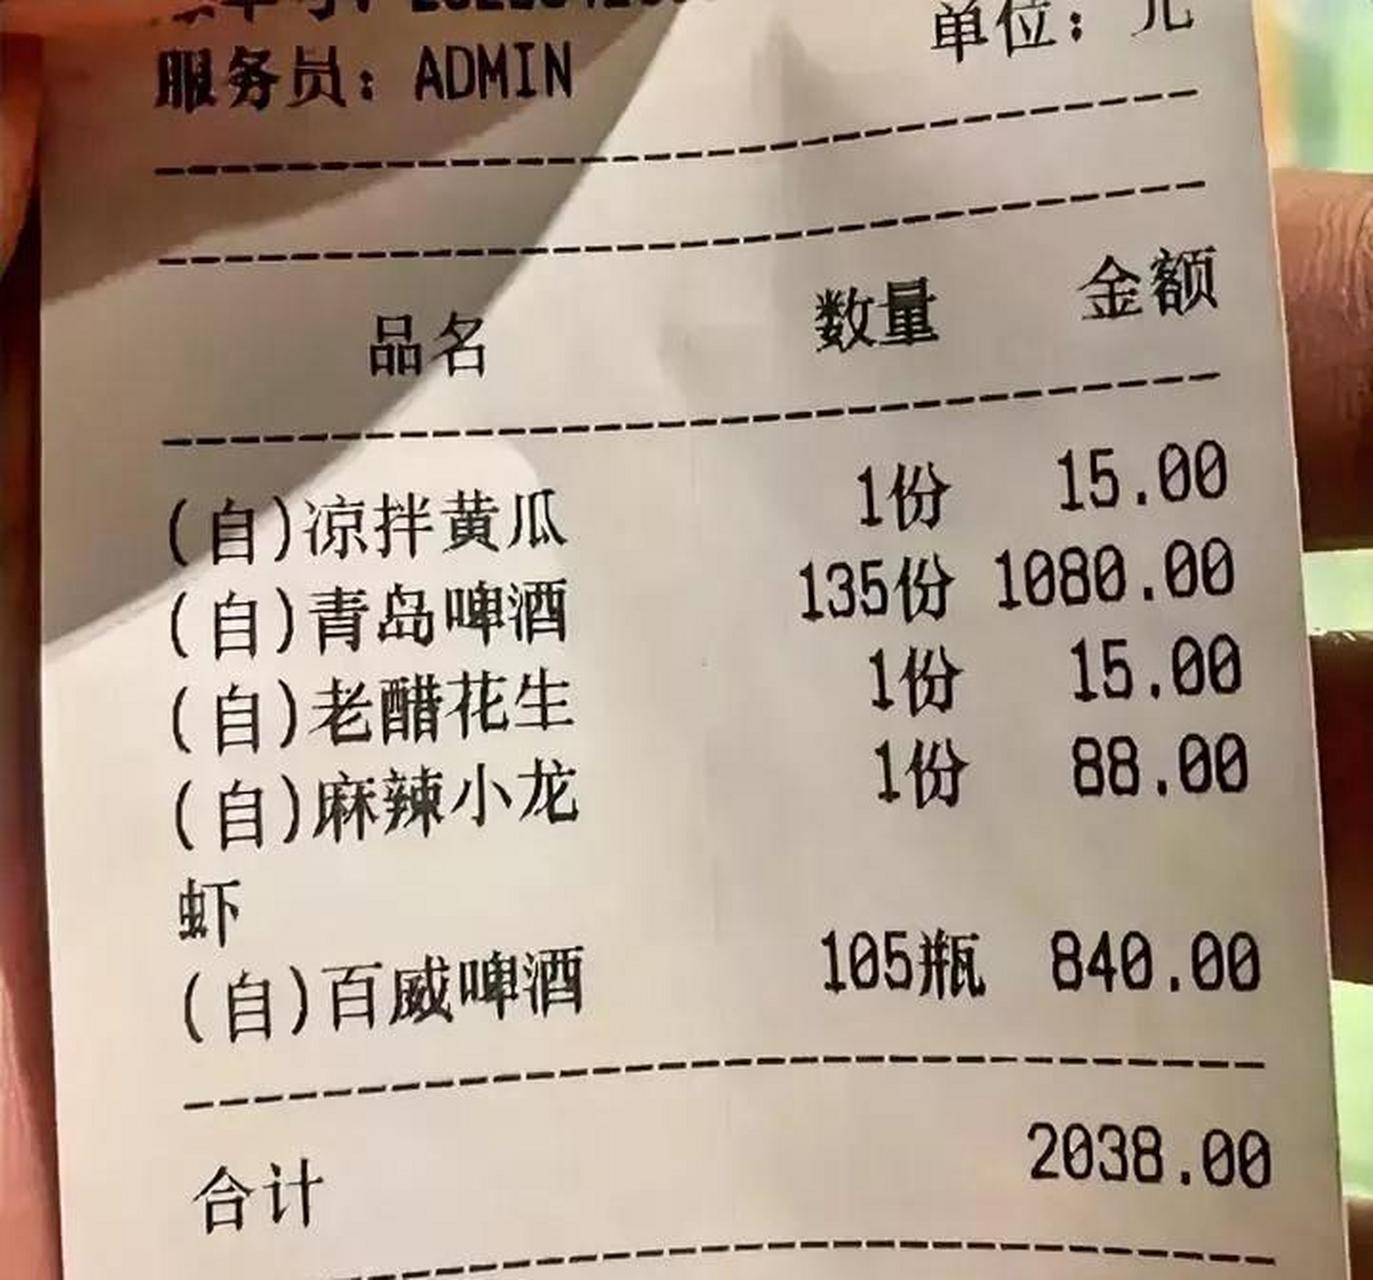 服务员：ADMIN
单位：元
品名 数量 金额
(自)凉拌黄瓜 1份 15.00
(自)青岛啤酒 135份 1080.00
(自)老醋花生 1份 15.00
(自)麻辣小龙 1份 88.00
虾
(自)百威啤酒 105瓶 840.00
合计 2038.00